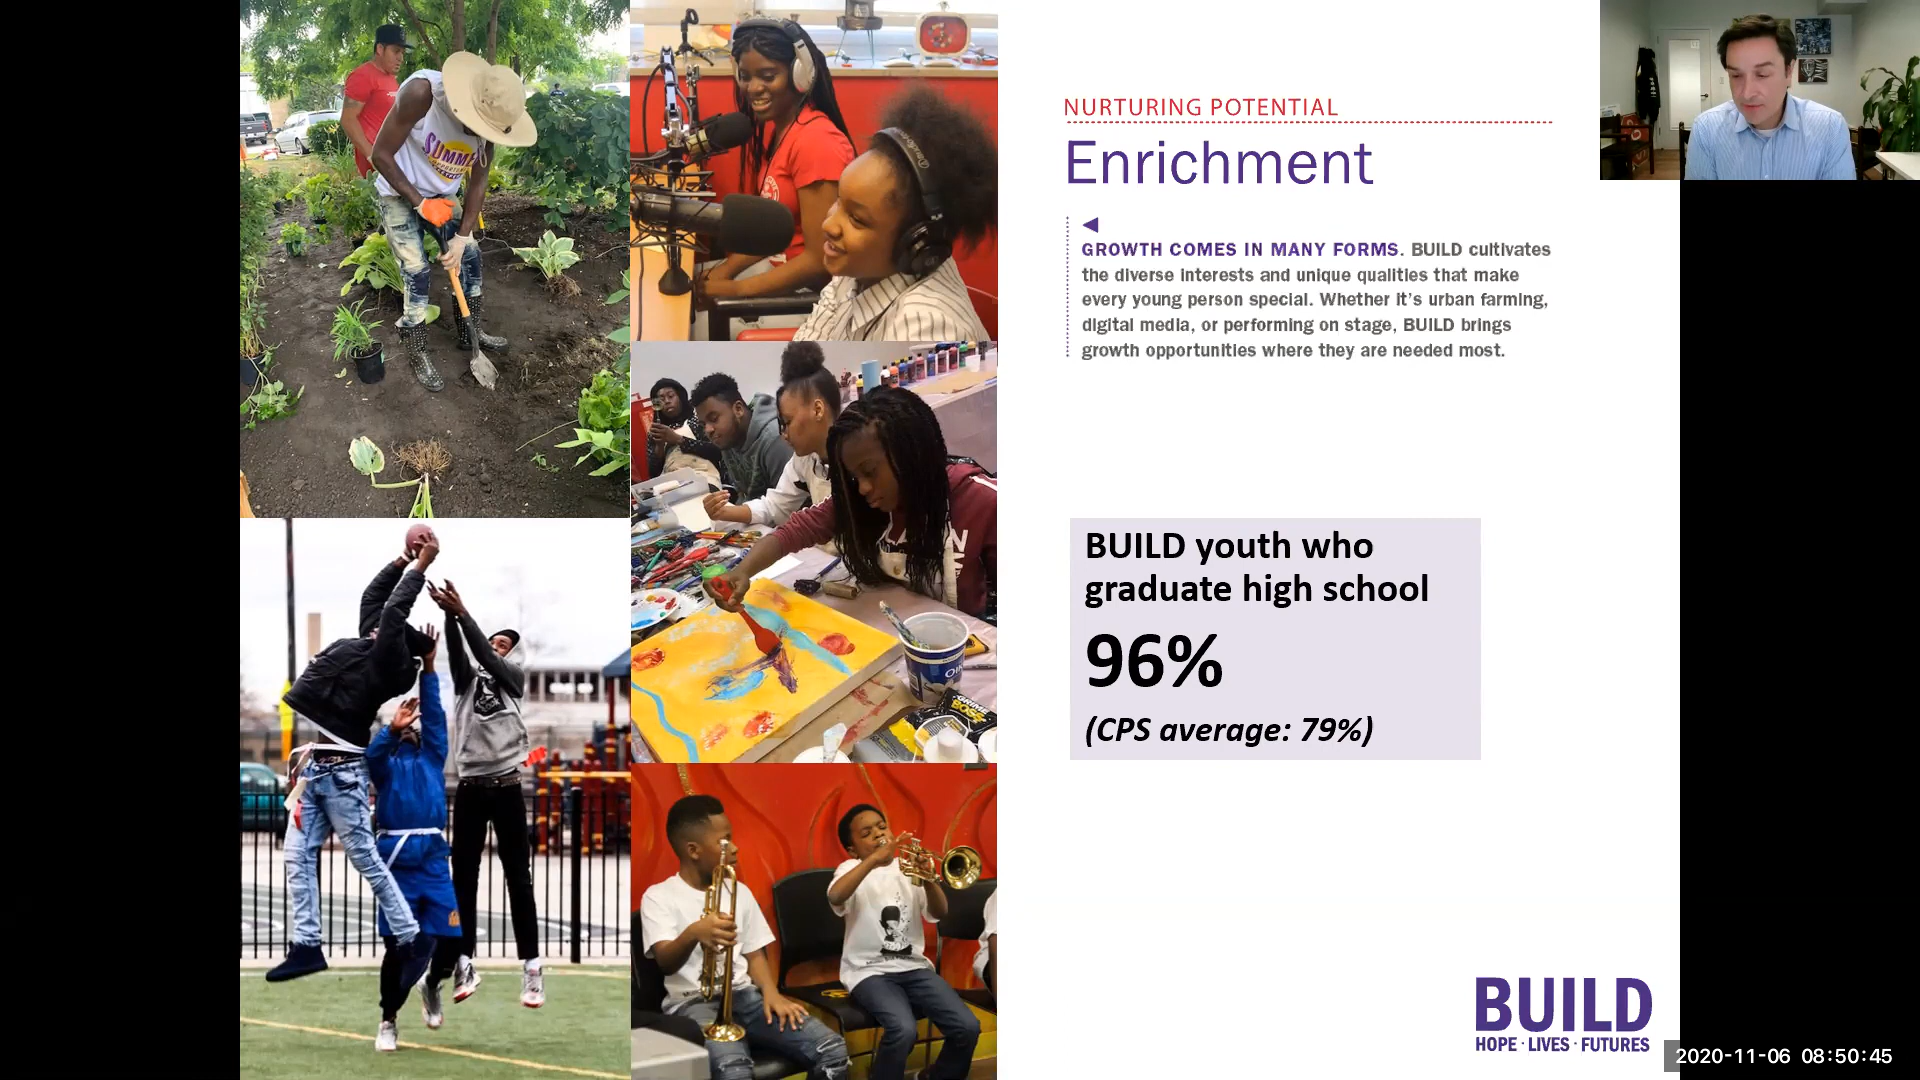 NURTURING POTENTIAL
Enrichment
GROWTH COMES IN MANY FORMS. BUILD cultivates
the diverse interests and unique qualities that make
every young person special. Whether it's urban farming,
digital media, or performing on stage, BUILD brings
growth opportunities where they are needed most.
BUILD youth who
graduate high school
96%
(CPS average: 79%)
BUILD
HOPE · LIVES · FUTURES
2020-11-06 08:50:45
SUMMER
GRIME
BOSS